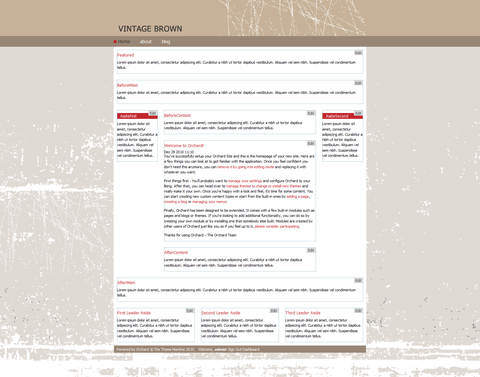 VINTAGE BROWN
Home about blog
Edit
Featured
Lorem ipsum dolor sit amet, consectetur adipiscing elit. Curabitur a nibh ut tortor dapibus vestibulum. Aliquam vel sem nibh. Suspendisse vel condimentum tellus.
Edit
BeforeMain
Lorem ipsum dolor sit amet, consectetur adipiscing elit. Curabitur a nibh ut tortor dapibus vestibulum. Aliquam vel sem nibh. Suspendisse vel condimentum tellus.
Edit
AsideFirst
Lorem ipsum dolor sit
amet, consectetur
adipiscing elit. Curabitur a
nibh ut tortor dapibus
vestibulum. Aliquam vel
sem nibh. Suspendisse vel
condimentum tellus.
Edit
BeforeContent
Lorem ipsum dolor sit amet, consectetur adipiscing elit. Curabitur a nibh ut tortor dapibus
vestibulum. Aliquam vel sem nibh. Suspendisse vel condimentum tellus.
Edit
Welcome to Orchard!
Dec 29 2010 11:10
You've successfully setup your Orchard Site and this is the homepage of your new site. Here are
a few things you can look at to get familiar with the application. Once you feel confident you
don't need this anymore, you can remove it by going into editing mode and replacing it with
whatever you want.
First things first - You'll probably want to manage your settings and configure Orchard to your
liking. After that, you can head over to manage themes to change or install new themes and
really make it your own. Once you're happy with a look and feel, it's time for some content. You
can start creating new custom content types or start from the built-in ones by adding a page,
creating a blog or managing your menus.
Finally, Orchard has been designed to be extended. It comes with a few built-in modules such as
pages and blogs or themes. If you're looking to add additional functionality, you can do so by
creating your own module or by installing one that somebody else built. Modules are created by
other users of Orchard just like you so if you feel up to it, please consider participating.
Thanks for using Orchard – The Orchard Team
Edit
AfterContent
Lorem ipsum dolor sit amet, consectetur adipiscing elit. Curabitur a nibh ut tortor dapibus
vestibulum. Aliquam vel sem nibh. Suspendisse vel condimentum tellus.
Edit
AsideSecond
Lorem ipsum dolor sit
amet, consectetur
adipiscing elit. Curabitur a
nibh ut tortor dapibus
vestibulum. Aliquam vel
sem nibh. Suspendisse vel
condimentum tellus.
Edit
AfterMain
Lorem ipsum dolor sit amet, consectetur adipiscing elit. Curabitur a nibh ut tortor dapibus vestibulum. Aliquam vel sem nibh. Suspendisse vel condimentum tellus.
Edit
First Leader Aside
Lorem ipsum dolor sit amet, consectetur
adipiscing elit. Curabitur a nibh ut tortor
dapibus vestibulum. Aliquam vel sem nibh.
Suspendisse vel condimentum tellus.
Edit
Second Leader Aside
Lorem ipsum dolor sit amet, consectetur
adipiscing elit. Curabitur a nibh ut tortor
dapibus vestibulum. Aliquam vel sem nibh.
Suspendisse vel condimentum tellus.
Edit
Third Leader Aside
Lorem ipsum dolor sit amet, consectetur
adipiscing elit. Curabitur a nibh ut tortor
dapibus vestibulum. Aliquam vel sem nibh.
Suspendisse vel condimentum tellus.
Powered by Orchard © The Theme Machine 2010. Welcome, admin! Sign Out Dashboard